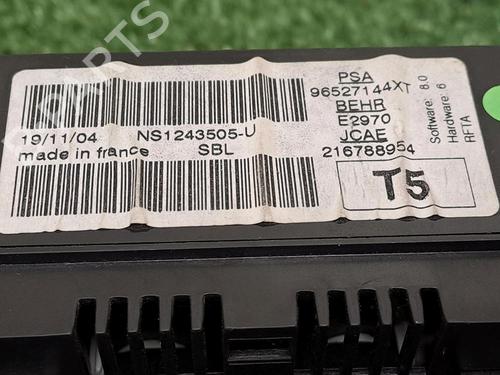 PARTS
19/11/04 NS1243505-U
made in france SBL
PSA
96527144XT
BEHR
E2970
JCAE
216788954
T5
Software: 8.0
Hardware: 6
RFTA